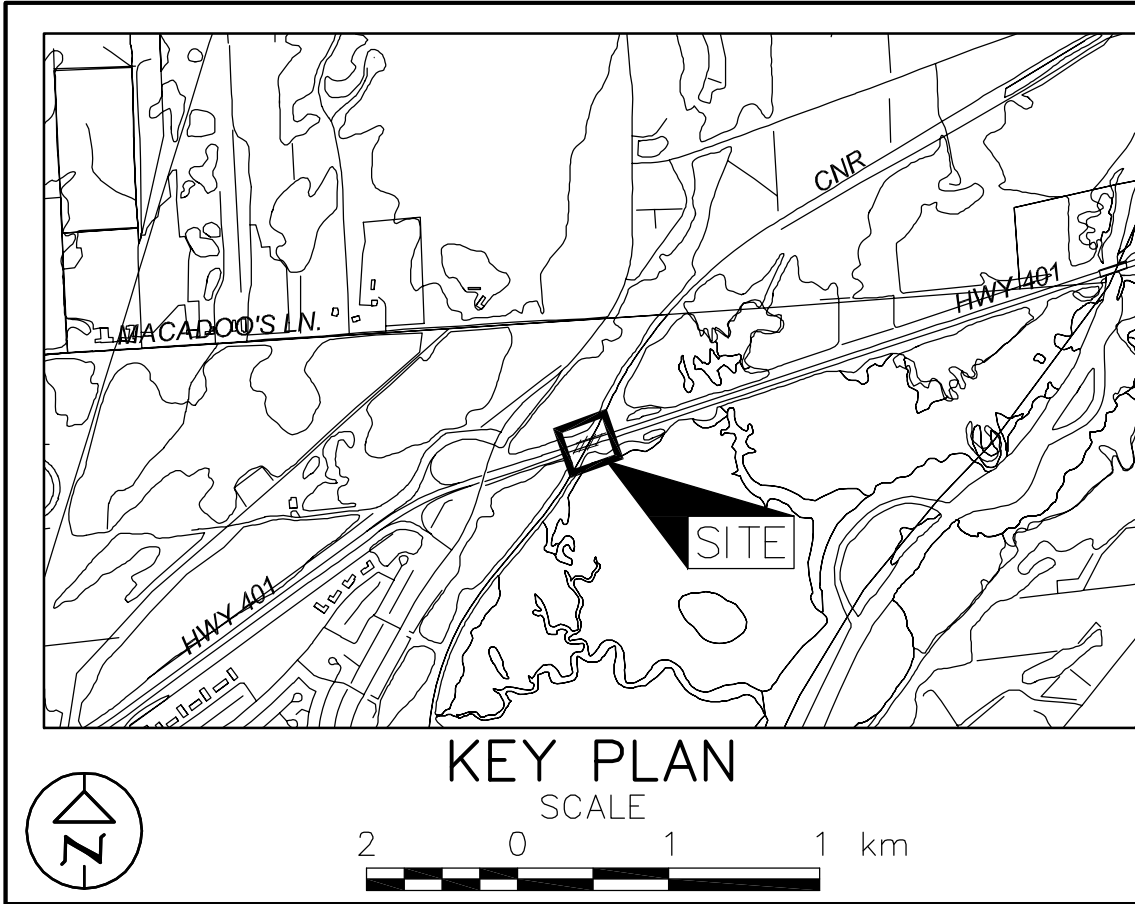 CNR
HWY 401
MACADOO'S LN.
SITE
HWY 401
KEY PLAN
SCALE
2 0 1 1 km
N